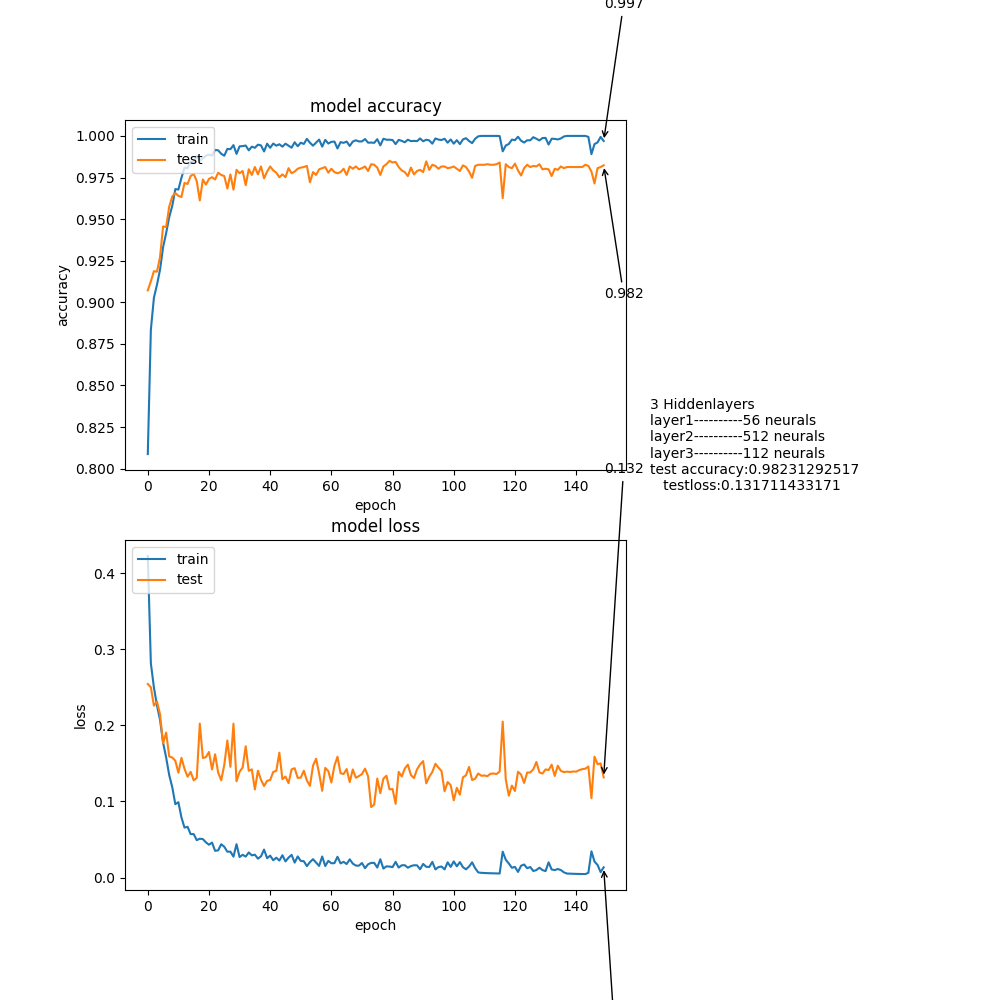 0.997
model accuracy
train
test
1.000
0.975
0.950
0.925
0.900
0.875
0.850
0.825
0.800
accuracy
0.982
0 20 40 60 80 100 120 140
epoch
3 Hiddenlayers
layer1----------56 neurals
layer2----------512 neurals
layer3----------112 neurals
test accuracy:0.98231292517
testloss:0.131711433171
0.132
model loss
train
test
0.4
0.3
0.2
0.1
0.0
loss
0 20 40 60 80 100 120 140
epoch